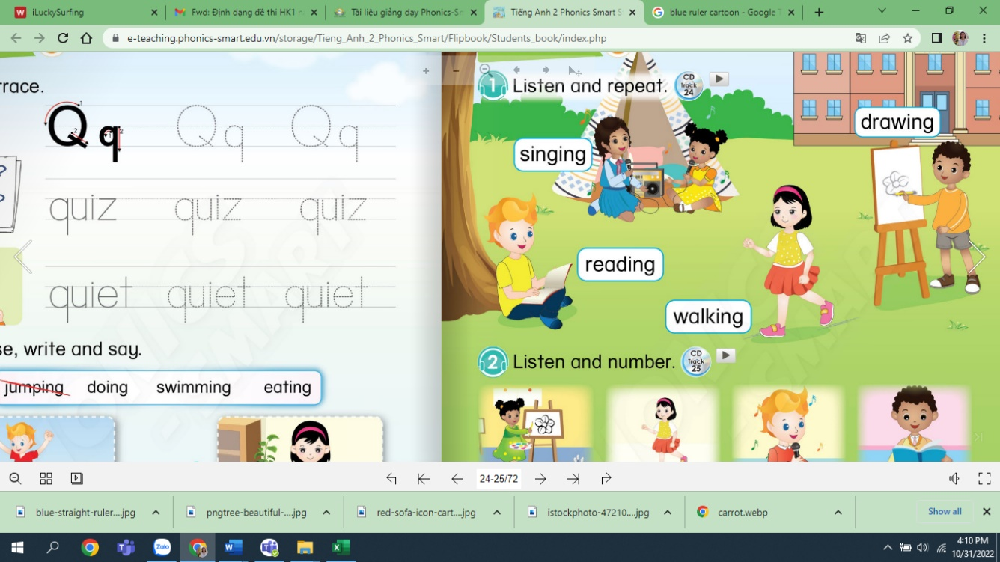 iLuckySurfing
Fwd: Định dạng đề thi HK1 n
Tài liệu giảng dạy Phonics-Sn
Tiếng Anh 2 Phonics Smart S
blue ruler cartoon - Google T
e-teaching.phonics-smart.edu.vn/storage/Tieng_Anh_2_Phonics_Smart/Flipbook/Students_book/index.php
race.
Q q Q q Q q
quiz quiz quiz
quiet quiet quiet
se, write and say.
jumping doing swimming eating
1 Listen and repeat. CD Track 24
singing
drawing
reading
walking
2 Listen and number. CD Track 25
24-25/72
blue-straight-ruler....jpg
pngtree-beautiful-....jpg
red-sofa-icon-cart....jpg
istockphoto-47210....jpg
carrot.webp
Show all
Zalo
4:10 PM
10/31/2022